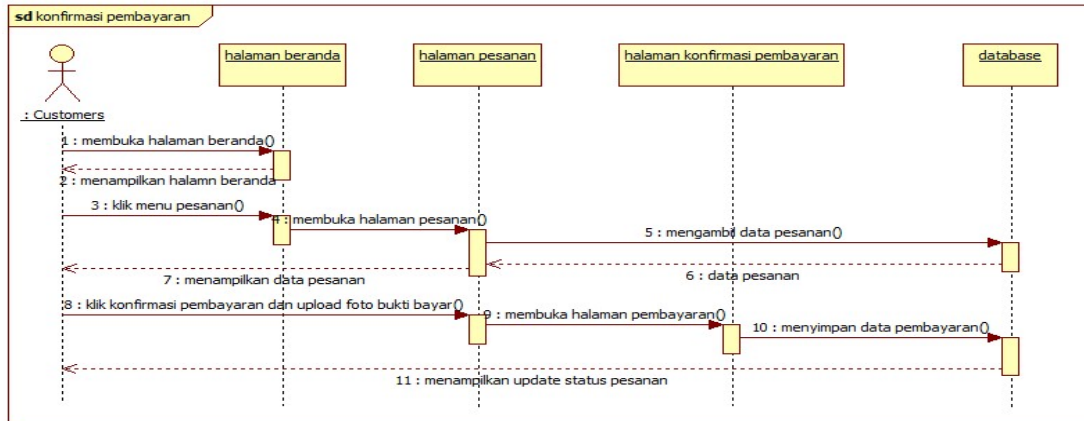 sd konfirmasi pembayaran
halaman beranda
halaman pesanan
halaman konfirmasi pembayaran
database
: Customers
1 : membuka halaman beranda()
2 : menampilkan halamn beranda
3 : klik menu pesanan()
4 : membuka halaman pesanan()
5 : mengambil data pesanan()
6 : data pesanan
7 : menampilkan data pesanan
8 : klik konfirmasi pembayaran dan upload foto bukti bayar()
9 : membuka halaman pembayaran()
10 : menyimpan data pembayaran()
11 : menampilkan update status pesanan